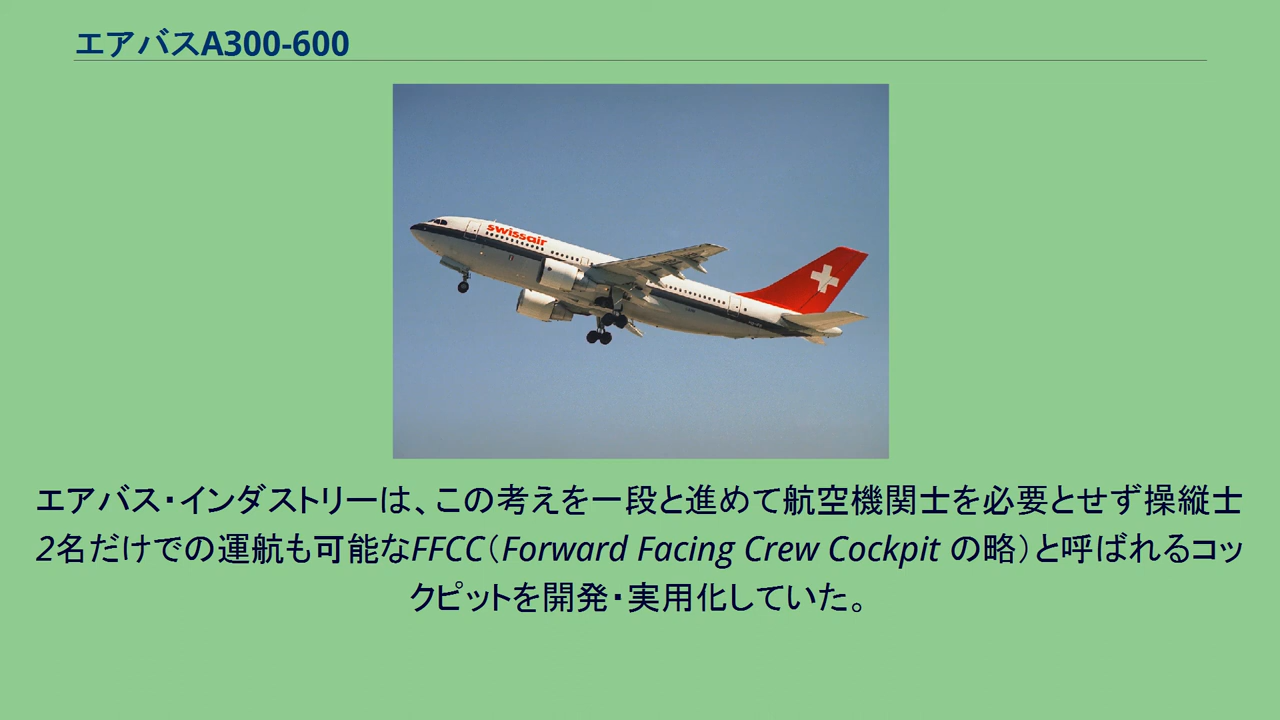 エアバスA300-600
swissair
エアバス・インダストリーは、この考えを一段と進めて航空機関士を必要とせず操縦士
2名だけでの運航も可能なFFCC（Forward Facing Crew Cockpit の略）と呼ばれるコッ
クピットを開発・実用化していた。